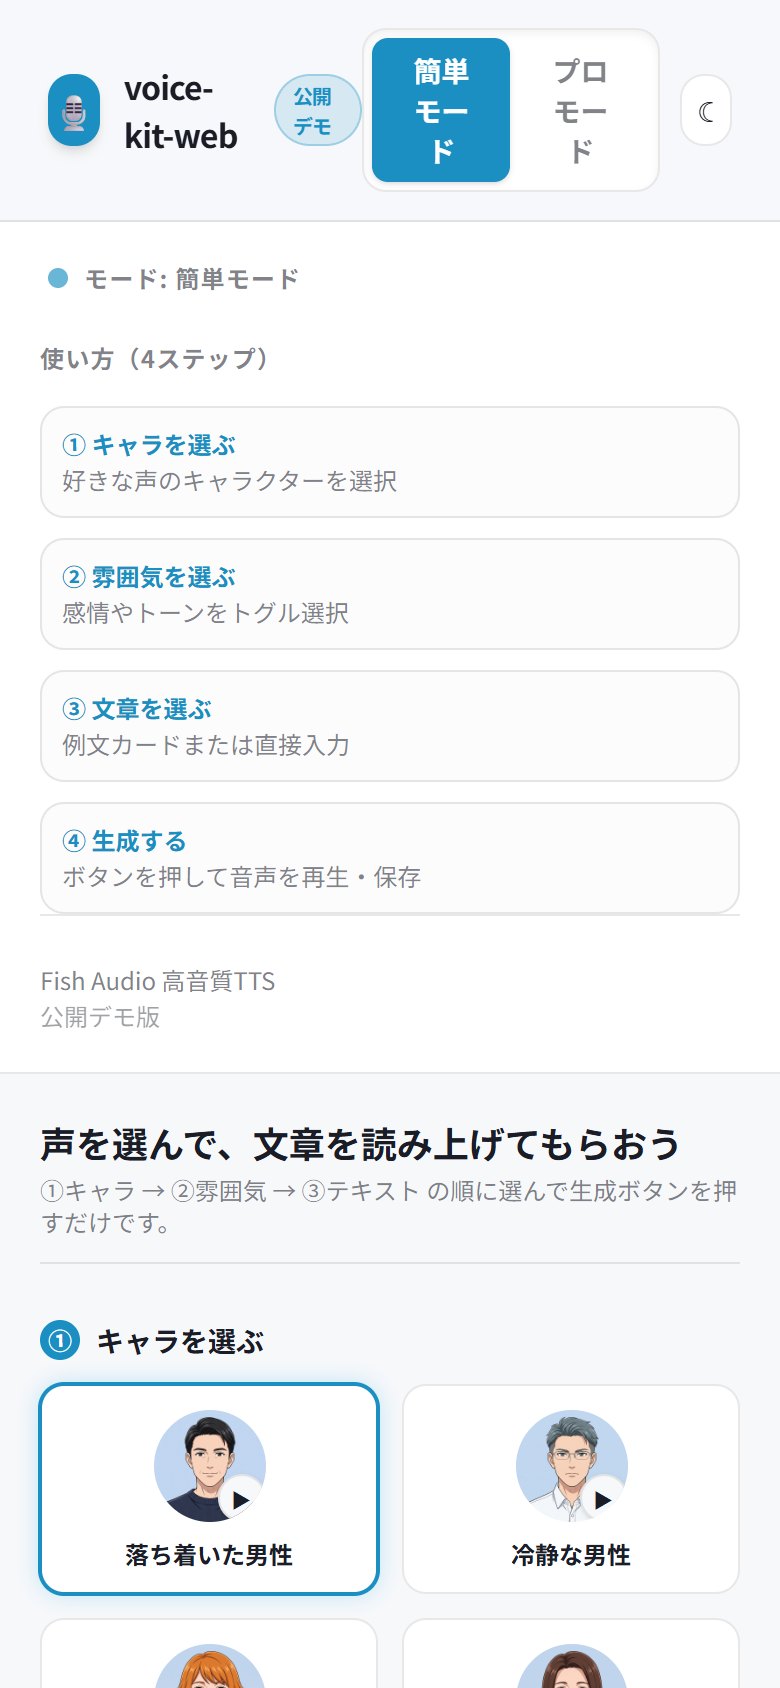 voice-
kit-web
公開
デモ
簡単
モー
ド
プロ
モー
ド
モード: 簡単モード
使い方（4ステップ）
① キャラを選ぶ
好きな声のキャラクターを選択
② 雰囲気を選ぶ
感情やトーンをトグル選択
③ 文章を選ぶ
例文カードまたは直接入力
④ 生成する
ボタンを押して音声を再生・保存
Fish Audio 高音質TTS
公開デモ版
声を選んで、文章を読み上げてもらおう
①キャラ → ②雰囲気 → ③テキスト の順に選んで生成ボタンを押
すだけです。
① キャラを選ぶ
落ち着いた男性
冷静な男性